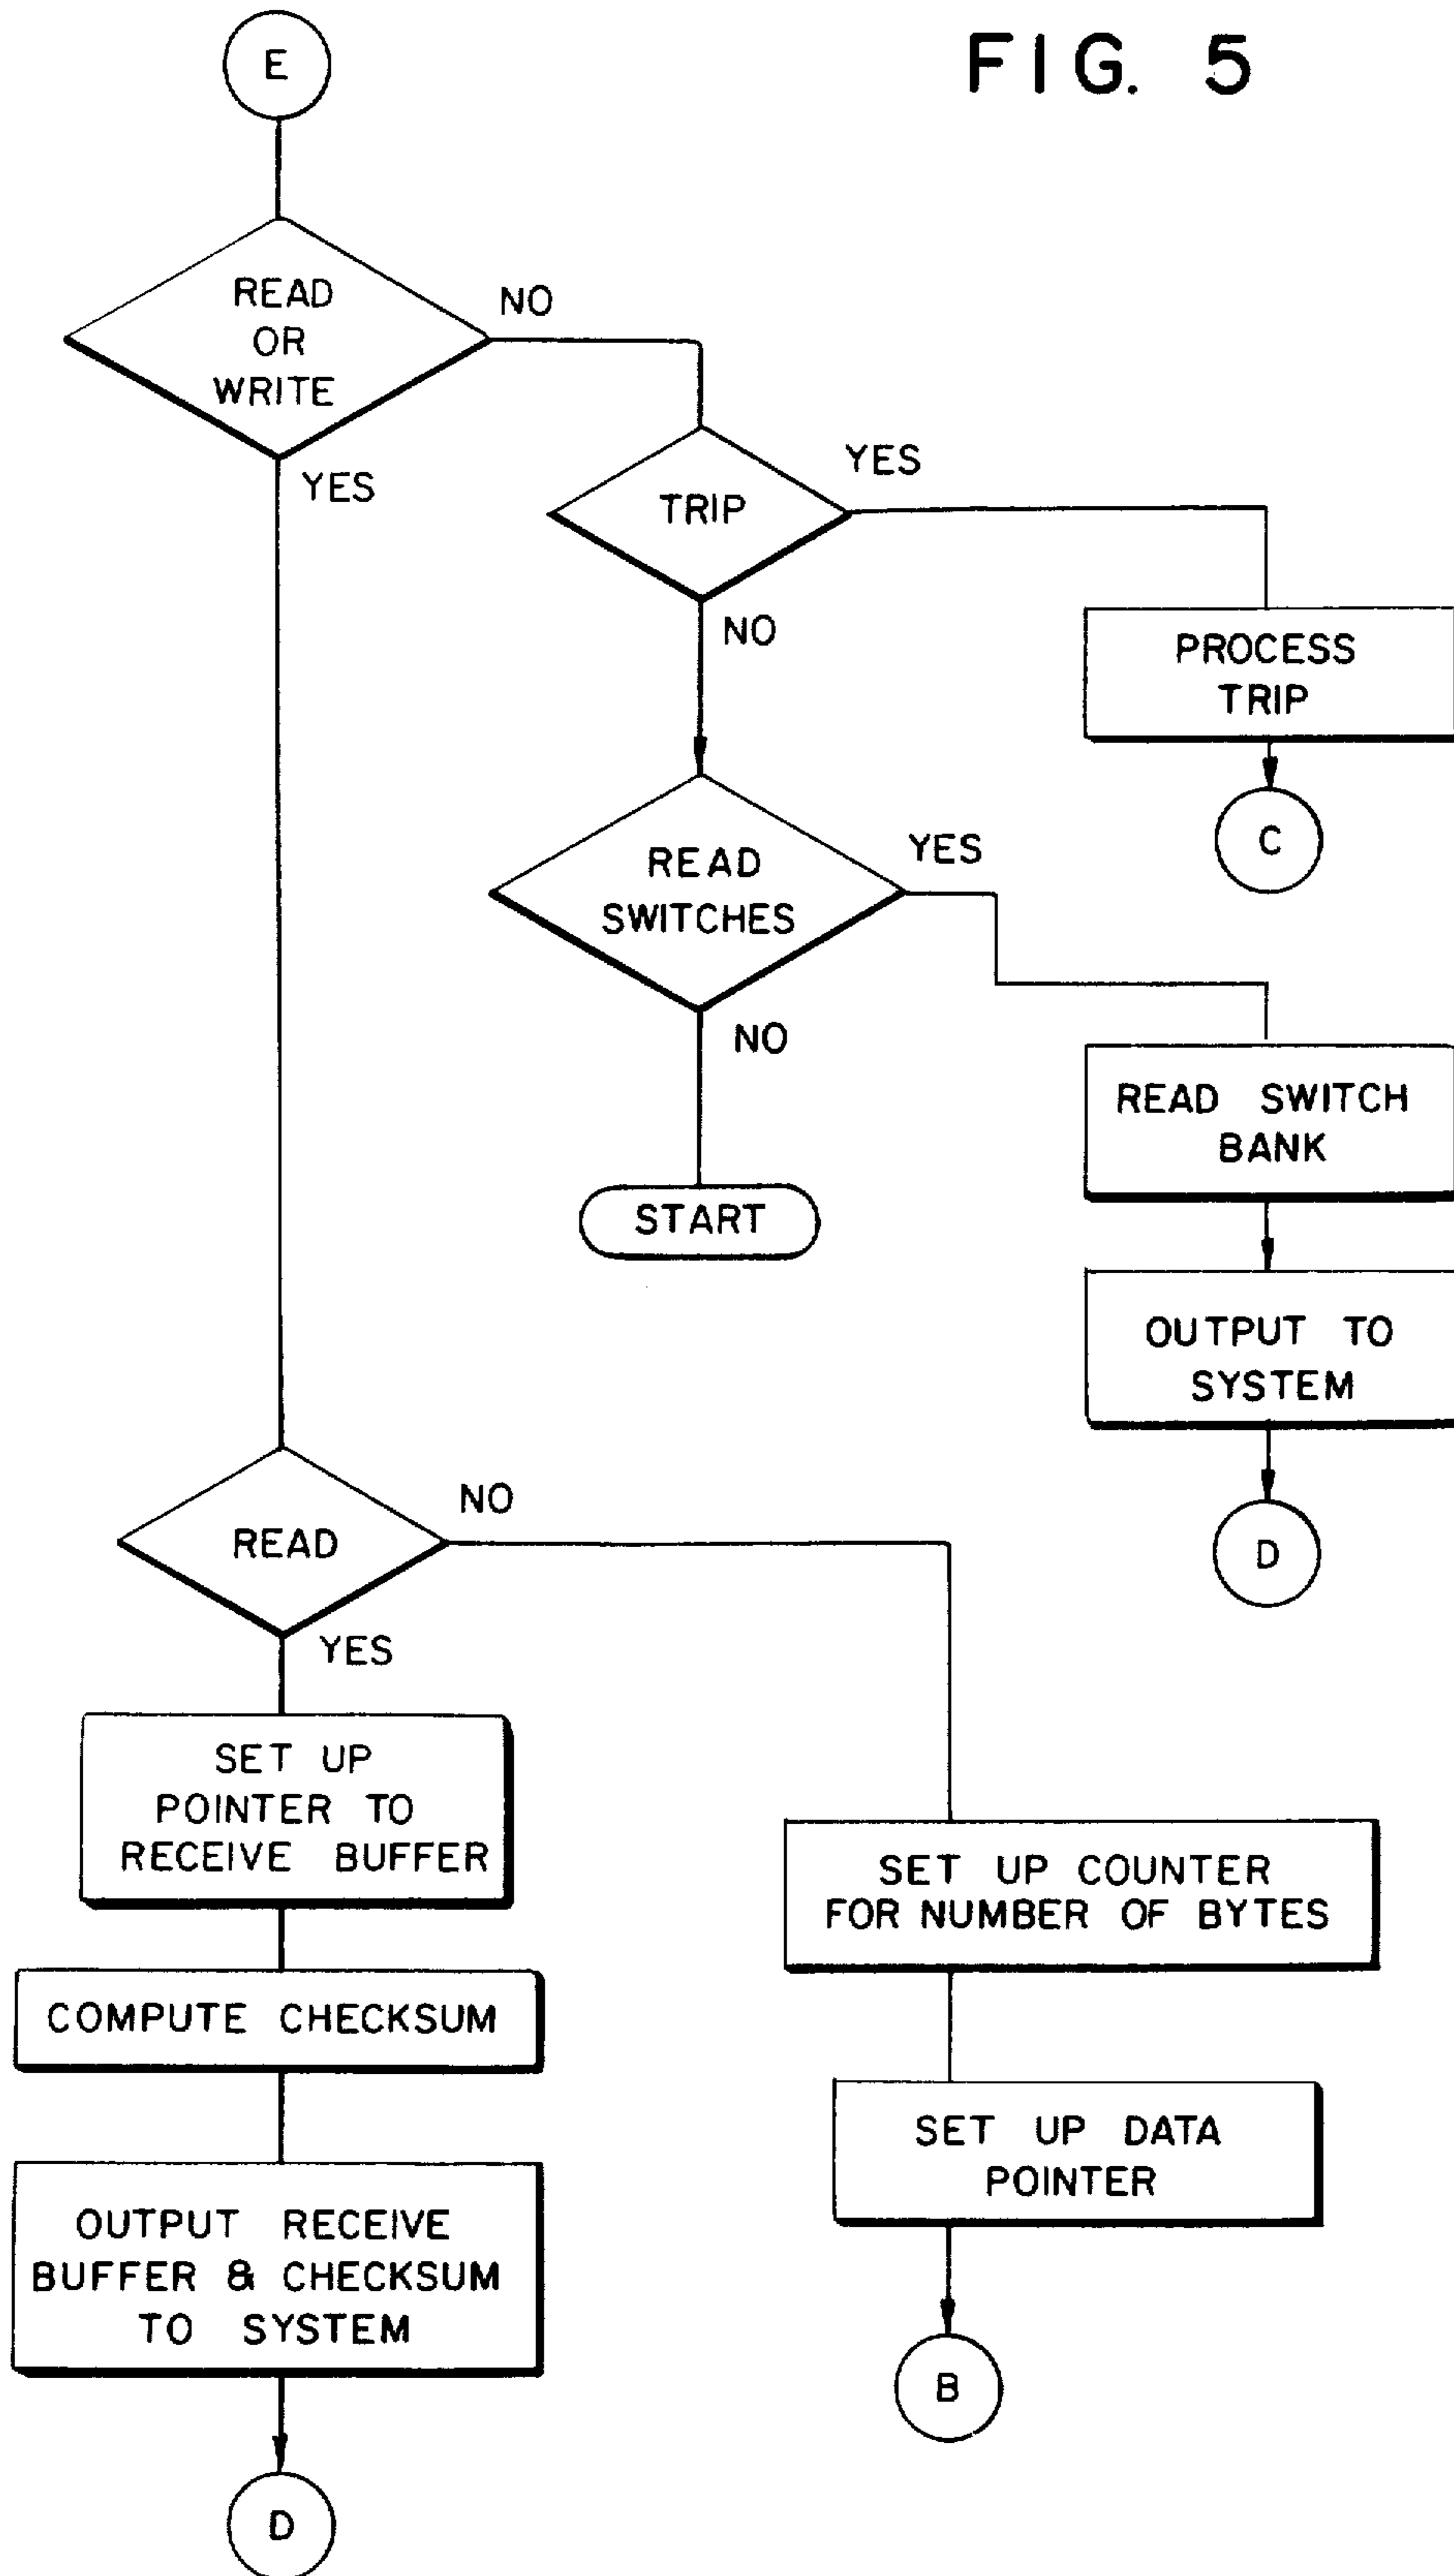 FIG. 5
E
READ
OR
WRITE
NO
YES
TRIP
YES
NO
PROCESS
TRIP
C
READ
SWITCHES
YES
NO
START
READ SWITCH
BANK
OUTPUT TO
SYSTEM
D
READ
NO
YES
SET UP
POINTER TO
RECEIVE BUFFER
COMPUTE CHECKSUM
OUTPUT RECEIVE
BUFFER & CHECKSUM
TO SYSTEM
D
SET UP COUNTER
FOR NUMBER OF BYTES
SET UP DATA
POINTER
B